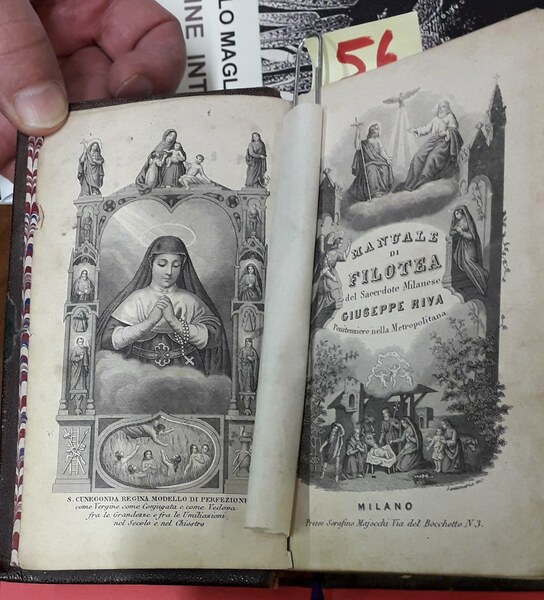 LO MAGL
INE INT
56
S. CUNEGONDA REGINA MODELLO DI PERFEZIONE
come Vergine come Conjugata e come Vedova
fra le Grandezze e fra le Umiliazioni
nel Secolo e nel Chiostro
MANUALE
DI
FILOTEA
del Sacerdote Milanese
GIUSEPPE RIVA
Penitenziere nella Metropolitana
MILANO
Presso Serafino Majocchi Via del Bocchetto N.3.